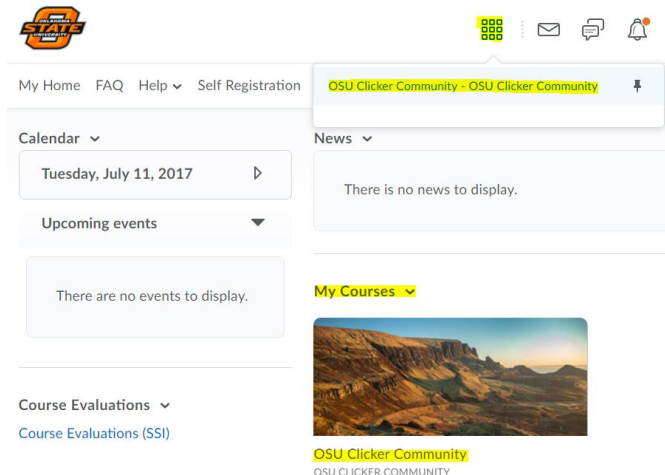 OKLAHOMA
STATE
UNIVERSITY
My Home FAQ Help Self Registration
OSU Clicker Community - OSU Clicker Community
Calendar
Tuesday, July 11, 2017
Upcoming events
There are no events to display.
Course Evaluations
Course Evaluations (SSI)
News
There is no news to display.
My Courses
OSU Clicker Community
OSU CLICKER COMMUNITY